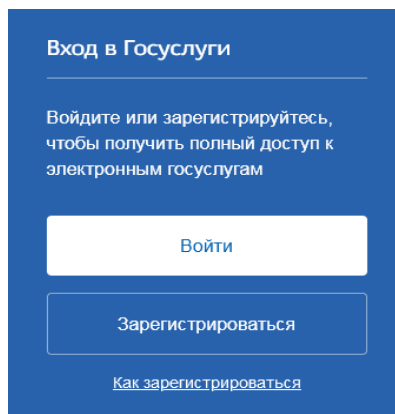 Вход в Госуслуги
Войдите или зарегистрируйтесь,
чтобы получить полный доступ к
электронным госуслугам
Войти
Зарегистрироваться
Как зарегистрироваться